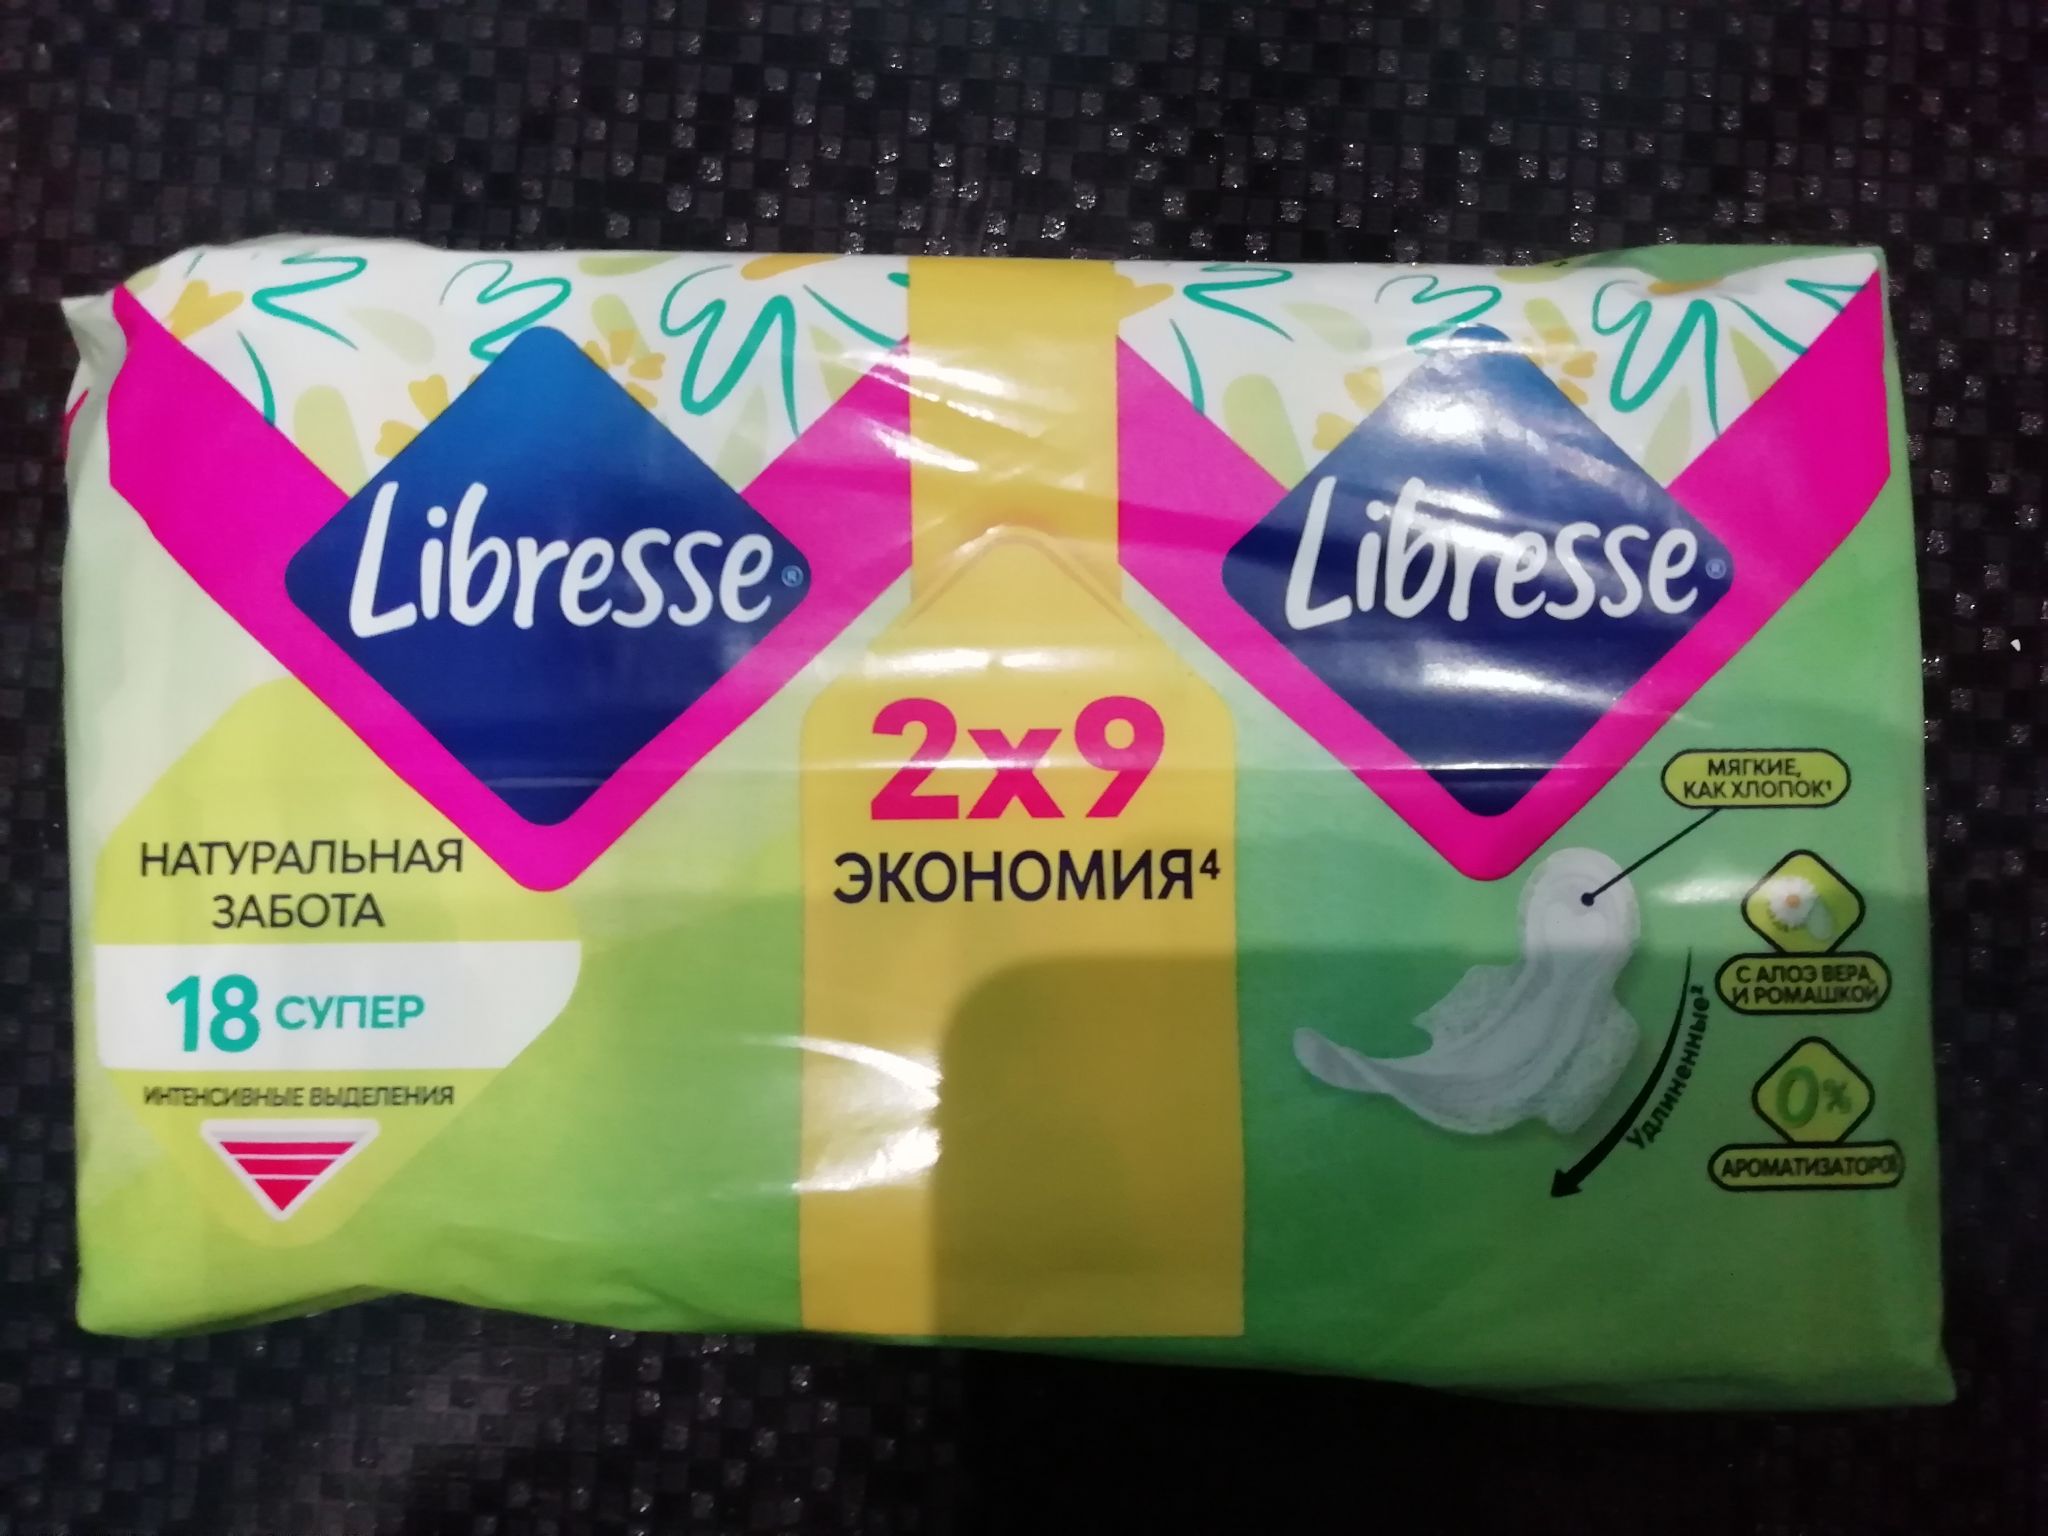 Libresse®
НАТУРАЛЬНАЯ
ЗАБОТА
18 СУПЕР
ИНТЕНСИВНЫЕ ВЫДЕЛЕНИЯ
2x9
ЭКОНОМИЯ⁴
Libresse®
МЯГКИЕ,
КАК ХЛОПОК¹
С АЛОЭ ВЕРА,
И РОМАШКОЙ
Удлиненные²
0%
АРОМАТИЗАТОРОВ